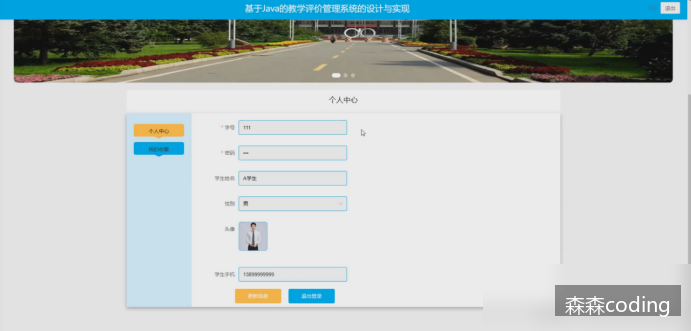 基于Java的教学评价管理系统的设计与实现
退出
个人中心
个人中心
我的收藏
* 学号 111
* 密码
学生姓名 A学生
性别 男
头像
学生手机 13899999999
更新信息 退出登录
森森coding